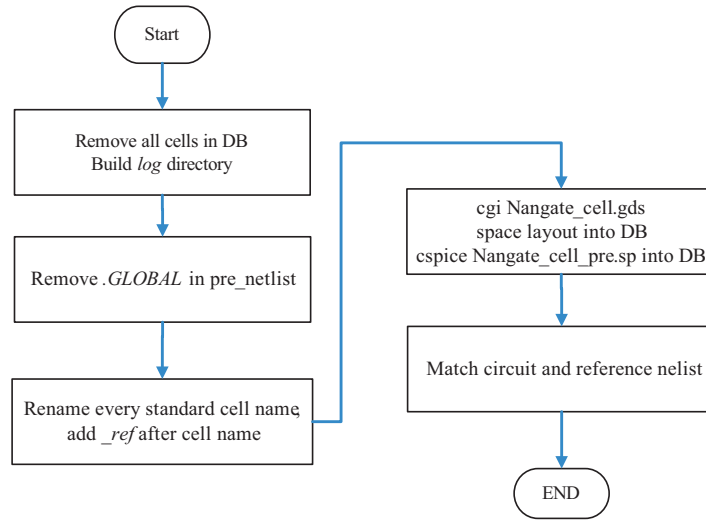 Start
Remove all cells in DB
Build log directory
Remove .GLOBAL in pre_netlist
Rename every standard cell name,
add _ref after cell name
cgi Nangate_cell.gds
space layout into DB
cspice Nangate_cell_pre.sp into DB
Match circuit and reference nelist
END